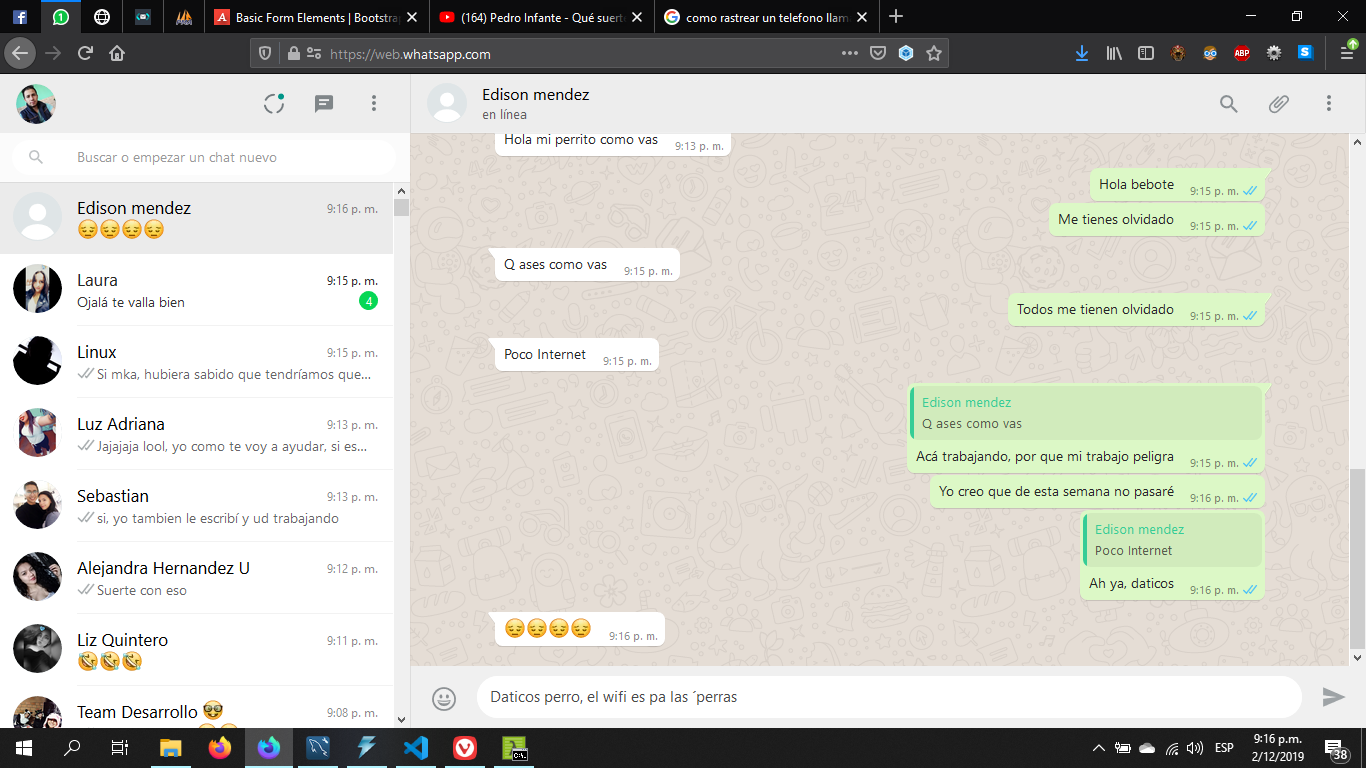 Basic Form Elements | Bootstra
(164) Pedro Infante - Qué suert
como rastrear un telefono llam
https://web.whatsapp.com
ABP
S
Buscar o empezar un chat nuevo
Edison mendez
9:16 p. m.
😔😔😔😔
Laura
9:15 p. m.
Ojalá te valla bien
4
Linux
9:15 p. m.
Si mka, hubiera sabido que tendríamos que...
Luz Adriana
9:13 p. m.
Jajajaja lool, yo como te voy a ayudar, si es...
Sebastian
9:13 p. m.
si, yo tambien le escribí y ud trabajando
Alejandra Hernandez U
9:12 p. m.
Suerte con eso
Liz Quintero
9:11 p. m.
🤣🤣🤣
Team Desarrollo 🤓
9:08 p. m.
Edison mendez
en línea
Hola mi perrito como vas
9:13 p. m.
Hola bebote
9:15 p. m.
Me tienes olvidado
9:15 p. m.
Q ases como vas
9:15 p. m.
Todos me tienen olvidado
9:15 p. m.
Poco Internet
9:15 p. m.
Edison mendez
Q ases como vas
Acá trabajando, por que mi trabajo peligra
9:15 p. m.
Yo creo que de esta semana no pasaré
9:16 p. m.
Edison mendez
Poco Internet
Ah ya, daticos
9:16 p. m.
😔😔😔😔
9:16 p. m.
Daticos perro, el wifi es pa las ´perras
C:\.
ESP
9:16 p.m.
2/12/2019
38